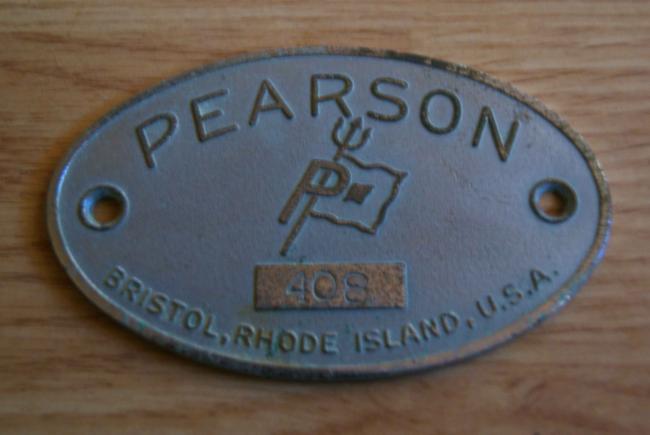 PEARSON
P
408
BRISTOL, RHODE ISLAND, U.S.A.